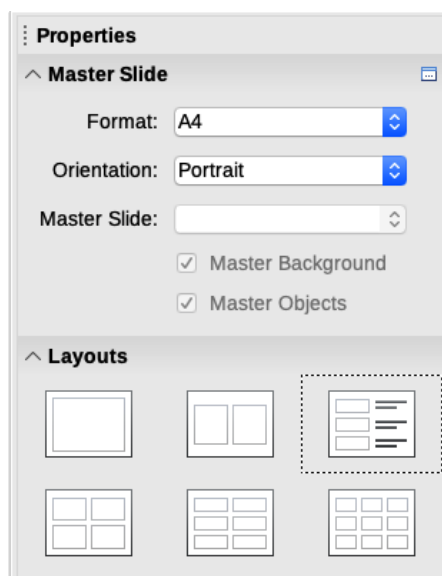 Properties
Master Slide
Format: A4
Orientation: Portrait
Master Slide:
Master Background
Master Objects
Layouts